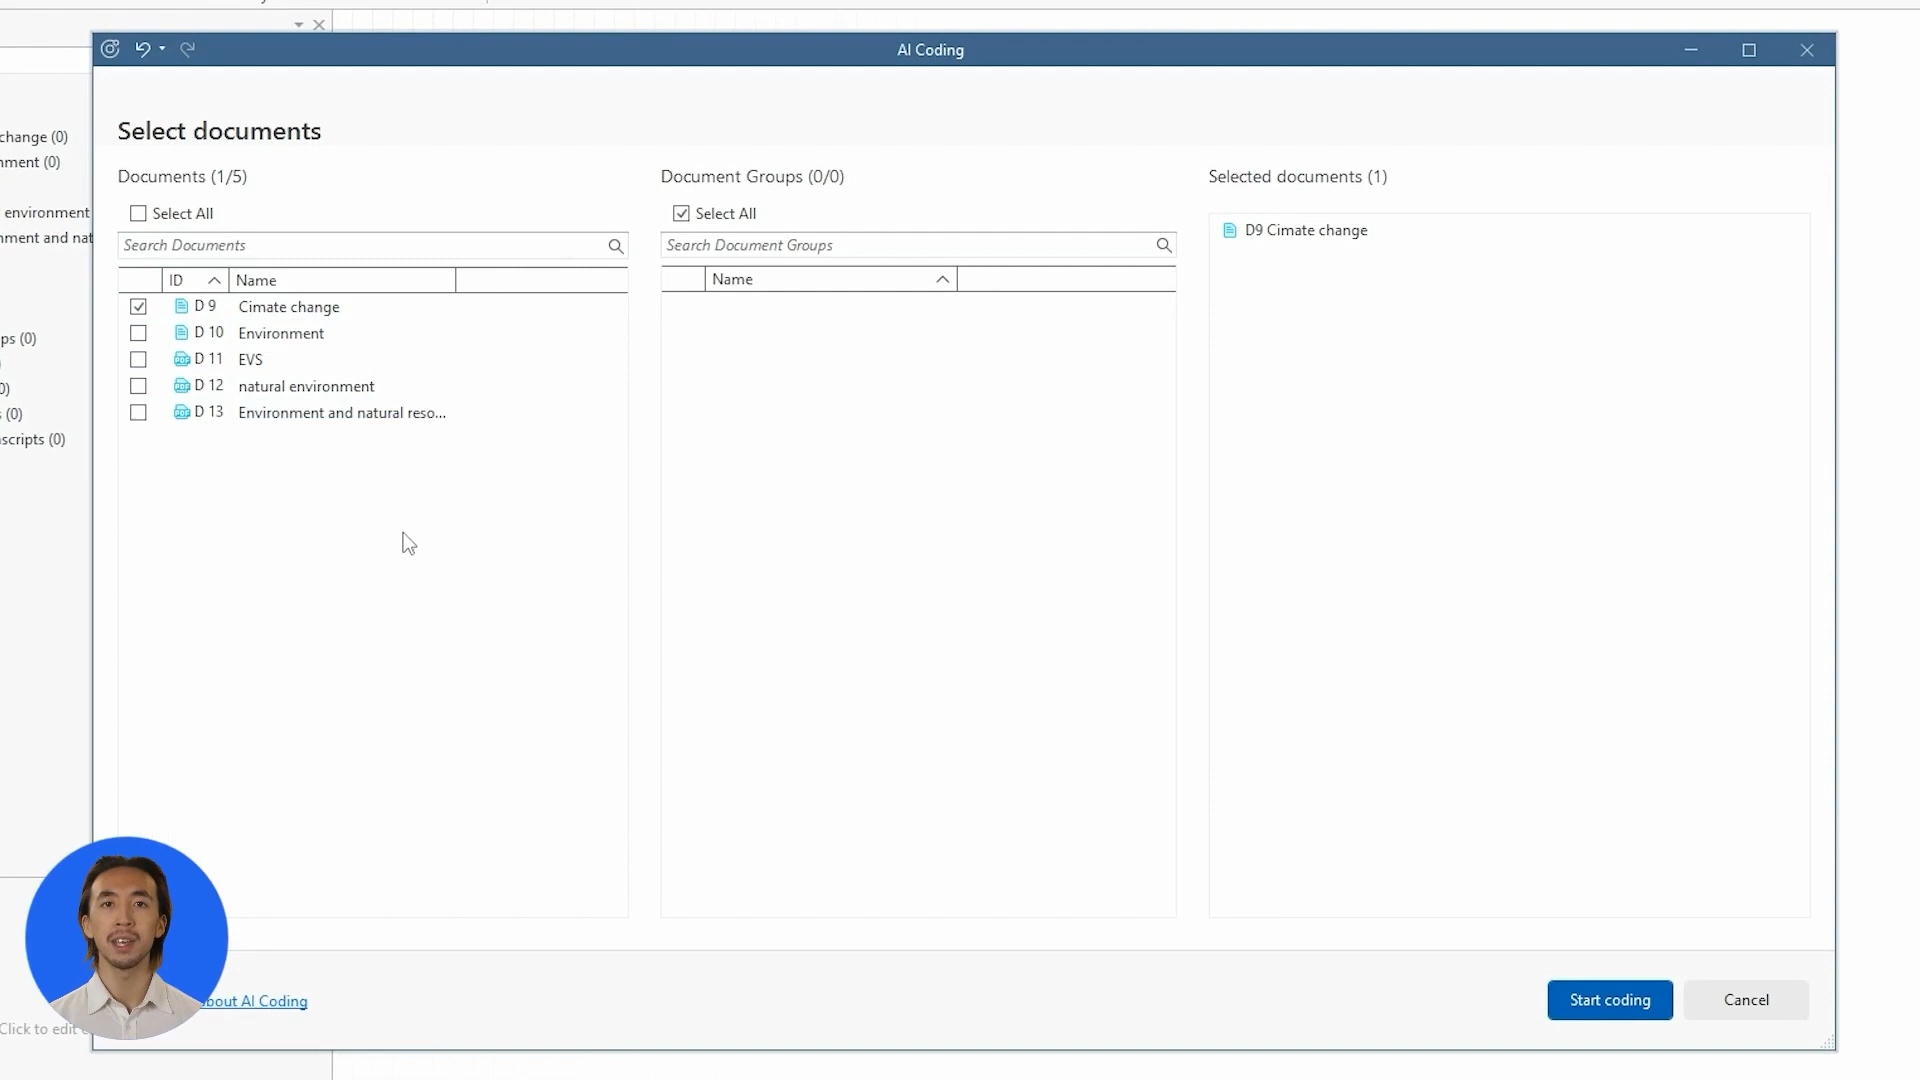 AI Coding
change (0)
nment (0)
environment
nment and nat
ps (0)
0)
s (0)
scripts (0)
Click to edit
Select documents
Documents (1/5)
Select All
Search Documents
ID Name
D 9 Cimate change
D 10 Environment
D 11 EVS
D 12 natural environment
D 13 Environment and natural reso...
Document Groups (0/0)
Select All
Search Document Groups
Name
Selected documents (1)
D9 Cimate change
bout AI Coding
Start coding
Cancel